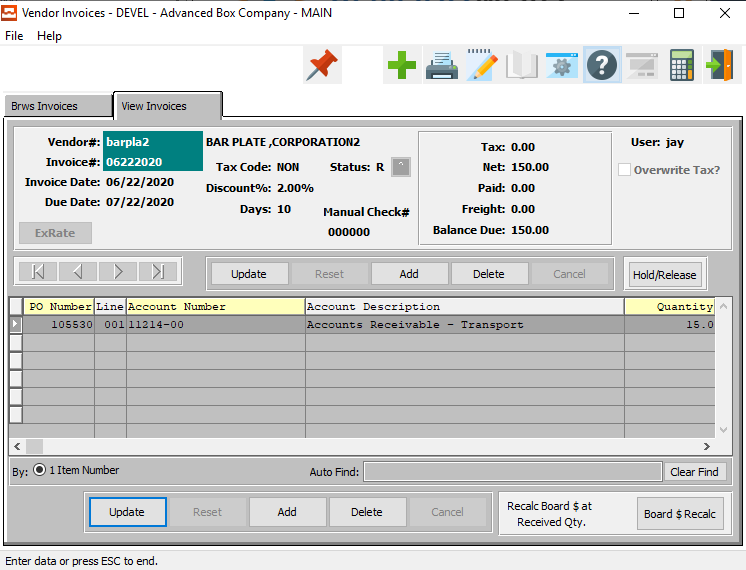 Vendor Invoices - DEVEL - Advanced Box Company - MAIN
File Help
Brws Invoices View Invoices
Vendor#: barpla2 BAR PLATE ,CORPORATION2
Invoice#: 06222020 Tax Code: NON Status: R ^
Invoice Date: 06/22/2020 Discount%: 2.00%
Due Date: 07/22/2020 Days: 10 Manual Check#
000000
ExRate
Tax: 0.00
Net: 150.00
Paid: 0.00
Freight: 0.00
Balance Due: 150.00
User: jay
Overwrite Tax?
Update Reset Add Delete Cancel Hold/Release
PO Number Line Account Number Account Description Quantity
105530 001 11214-00 Accounts Receivable - Transport 15.0
By: 1 Item Number Auto Find: Clear Find
Update Reset Add Delete Cancel
Recalc Board $ at
Received Qty.
Board $ Recalc
Enter data or press ESC to end.